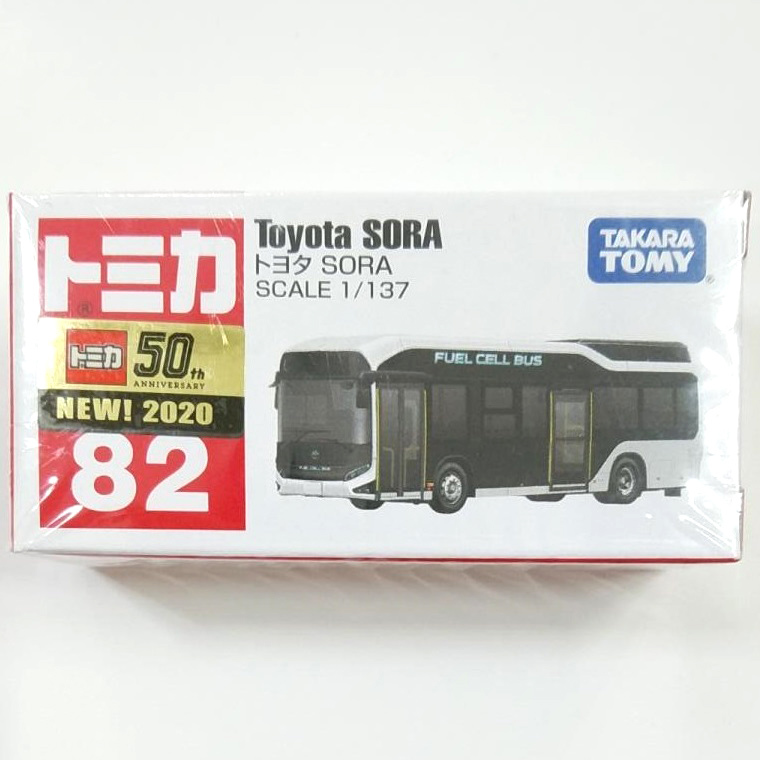 トミカ
®
トミカ 50th
ANNIVERSARY
NEW! 2020
82
Toyota SORA
トヨタ SORA
SCALE 1/137
TAKARA
TOMY
®
FUEL CELL BUS